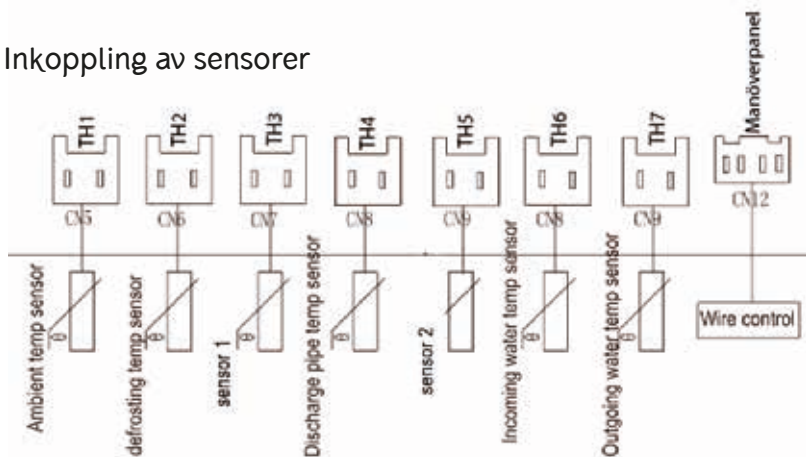 Inkoppling av sensorer
TH1
TH2
TH3
TH4
TH5
TH6
TH7
Manöverpanel
CN5
CN6
CN7
CN8
CN9
CN8
CN9
CN12
Ambient temp sensor
defrosting temp sensor
sensor 1
Discharge pipe temp sensor
sensor 2
Incoming water temp sensor
Outgoing water temp sensor
Wire control
θ
θ
θ
θ
θ
θ